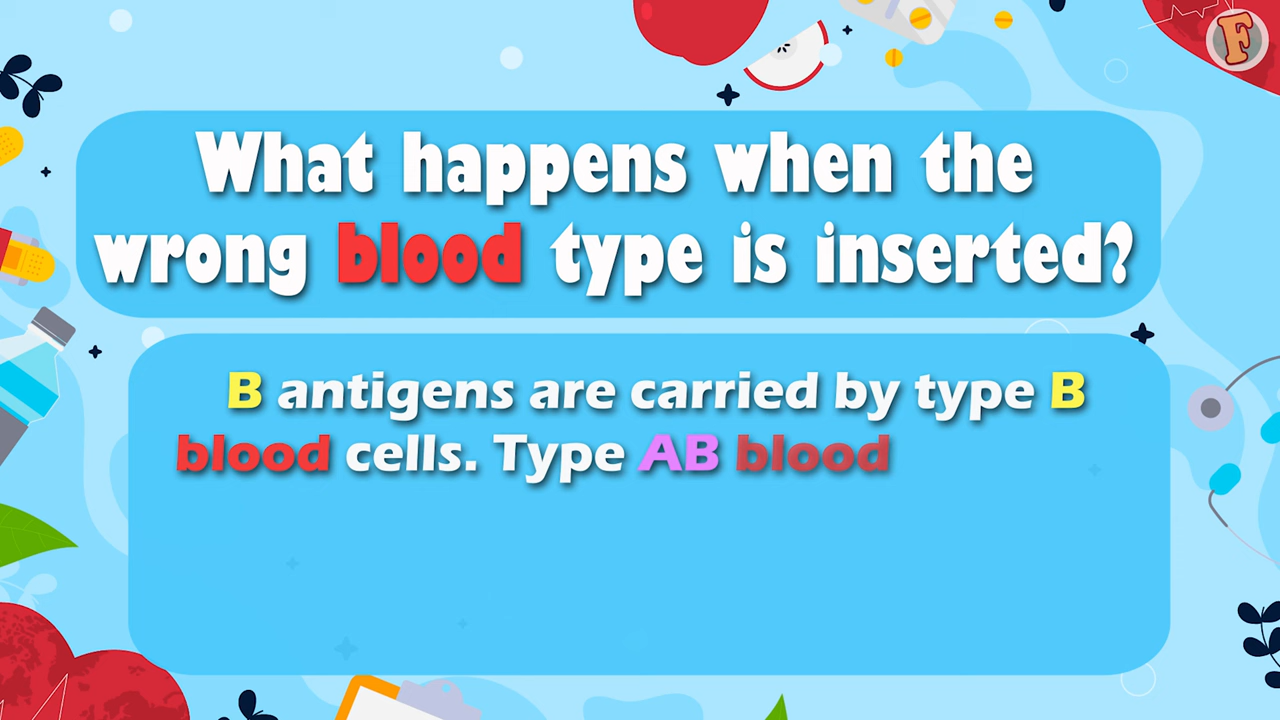 F
What happens when the
wrong blood type is inserted?
B antigens are carried by type B
blood cells. Type AB blood